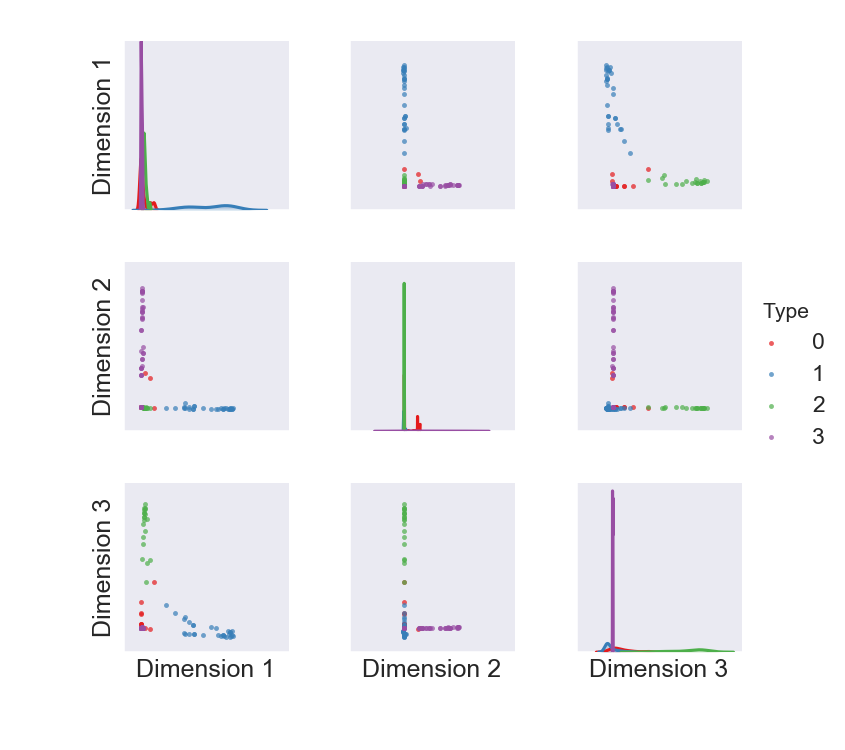 Dimension 1
Dimension 2
Dimension 3
Dimension 1
Dimension 2
Dimension 3
Type
0
1
2
3